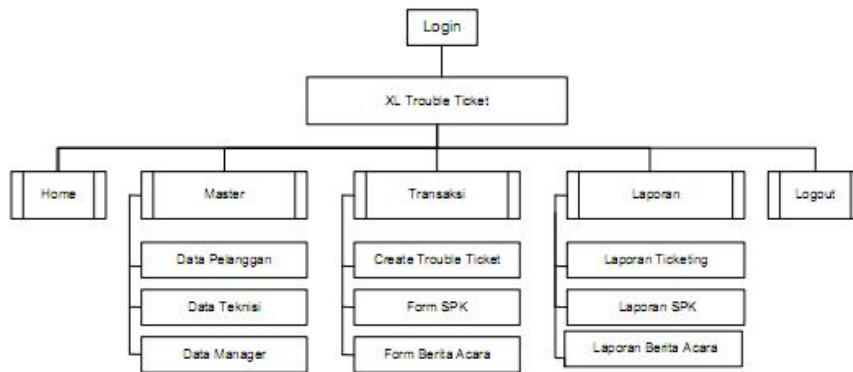 Login
XL Trouble Ticket
Home
Master
Transaksi
Laporan
Logout
Data Pelanggan
Create Trouble Ticket
Laporan Ticketing
Data Teknisi
Form SPK
Laporan SPK
Data Manager
Form Berita Acara
Laporan Berita Acara